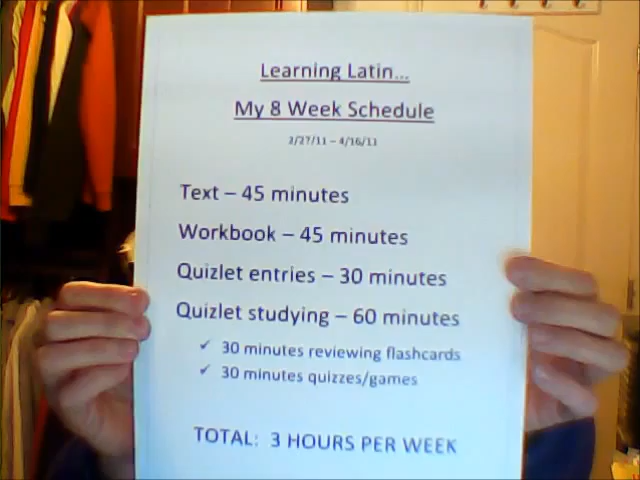 Learning Latin...
My 8 Week Schedule
2/27/11 – 4/16/11
Text – 45 minutes
Workbook – 45 minutes
Quizlet entries – 30 minutes
Quizlet studying – 60 minutes
✓ 30 minutes reviewing flashcards
✓ 30 minutes quizzes/games
TOTAL: 3 HOURS PER WEEK